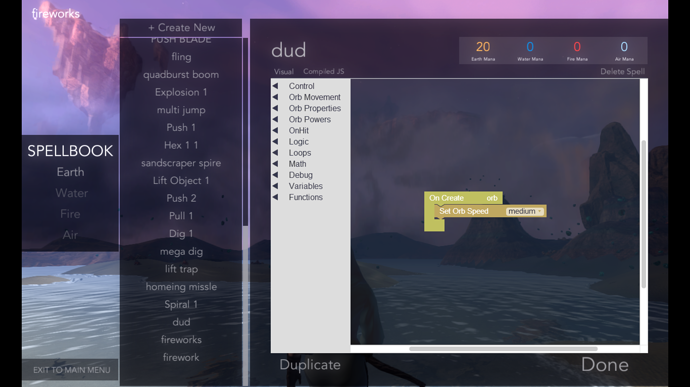 fireworks
SPELLBOOK
Earth
Water
Fire
Air
EXIT TO MAIN MENU
+ Create New
PUSH BLADE
fling
quadburst boom
Explosion 1
multi jump
Push 1
Hex 1 1
sandscraper spire
Lift Object 1
Push 2
Pull 1
Dig 1
mega dig
lift trap
homeing missle
Spiral 1
dud
fireworks
firework
dud
20 0 0 0
Earth Mana Water Mana Fire Mana Air Mana
Visual Compiled JS Delete Spell
Control
Orb Movement
Orb Properties
Orb Powers
OnHit
Logic
Loops
Math
Debug
Variables
Functions
On Create orb
Set Orb Speed medium
Duplicate Done